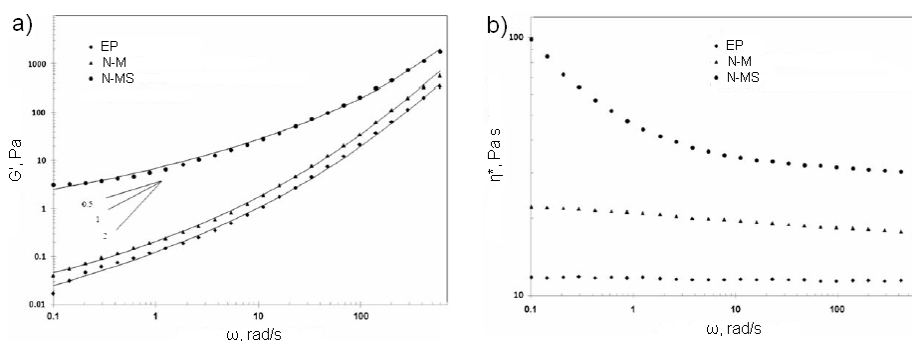 a)
EP
N-M
N-MS
1000
100
10
1
0.1
0.01
G', Pa
0.5
1
2
0.1
1
10
100
ω, rad/s
b)
100
10
η*, Pa s
EP
N-M
N-MS
0.1
1
10
100
ω, rad/s